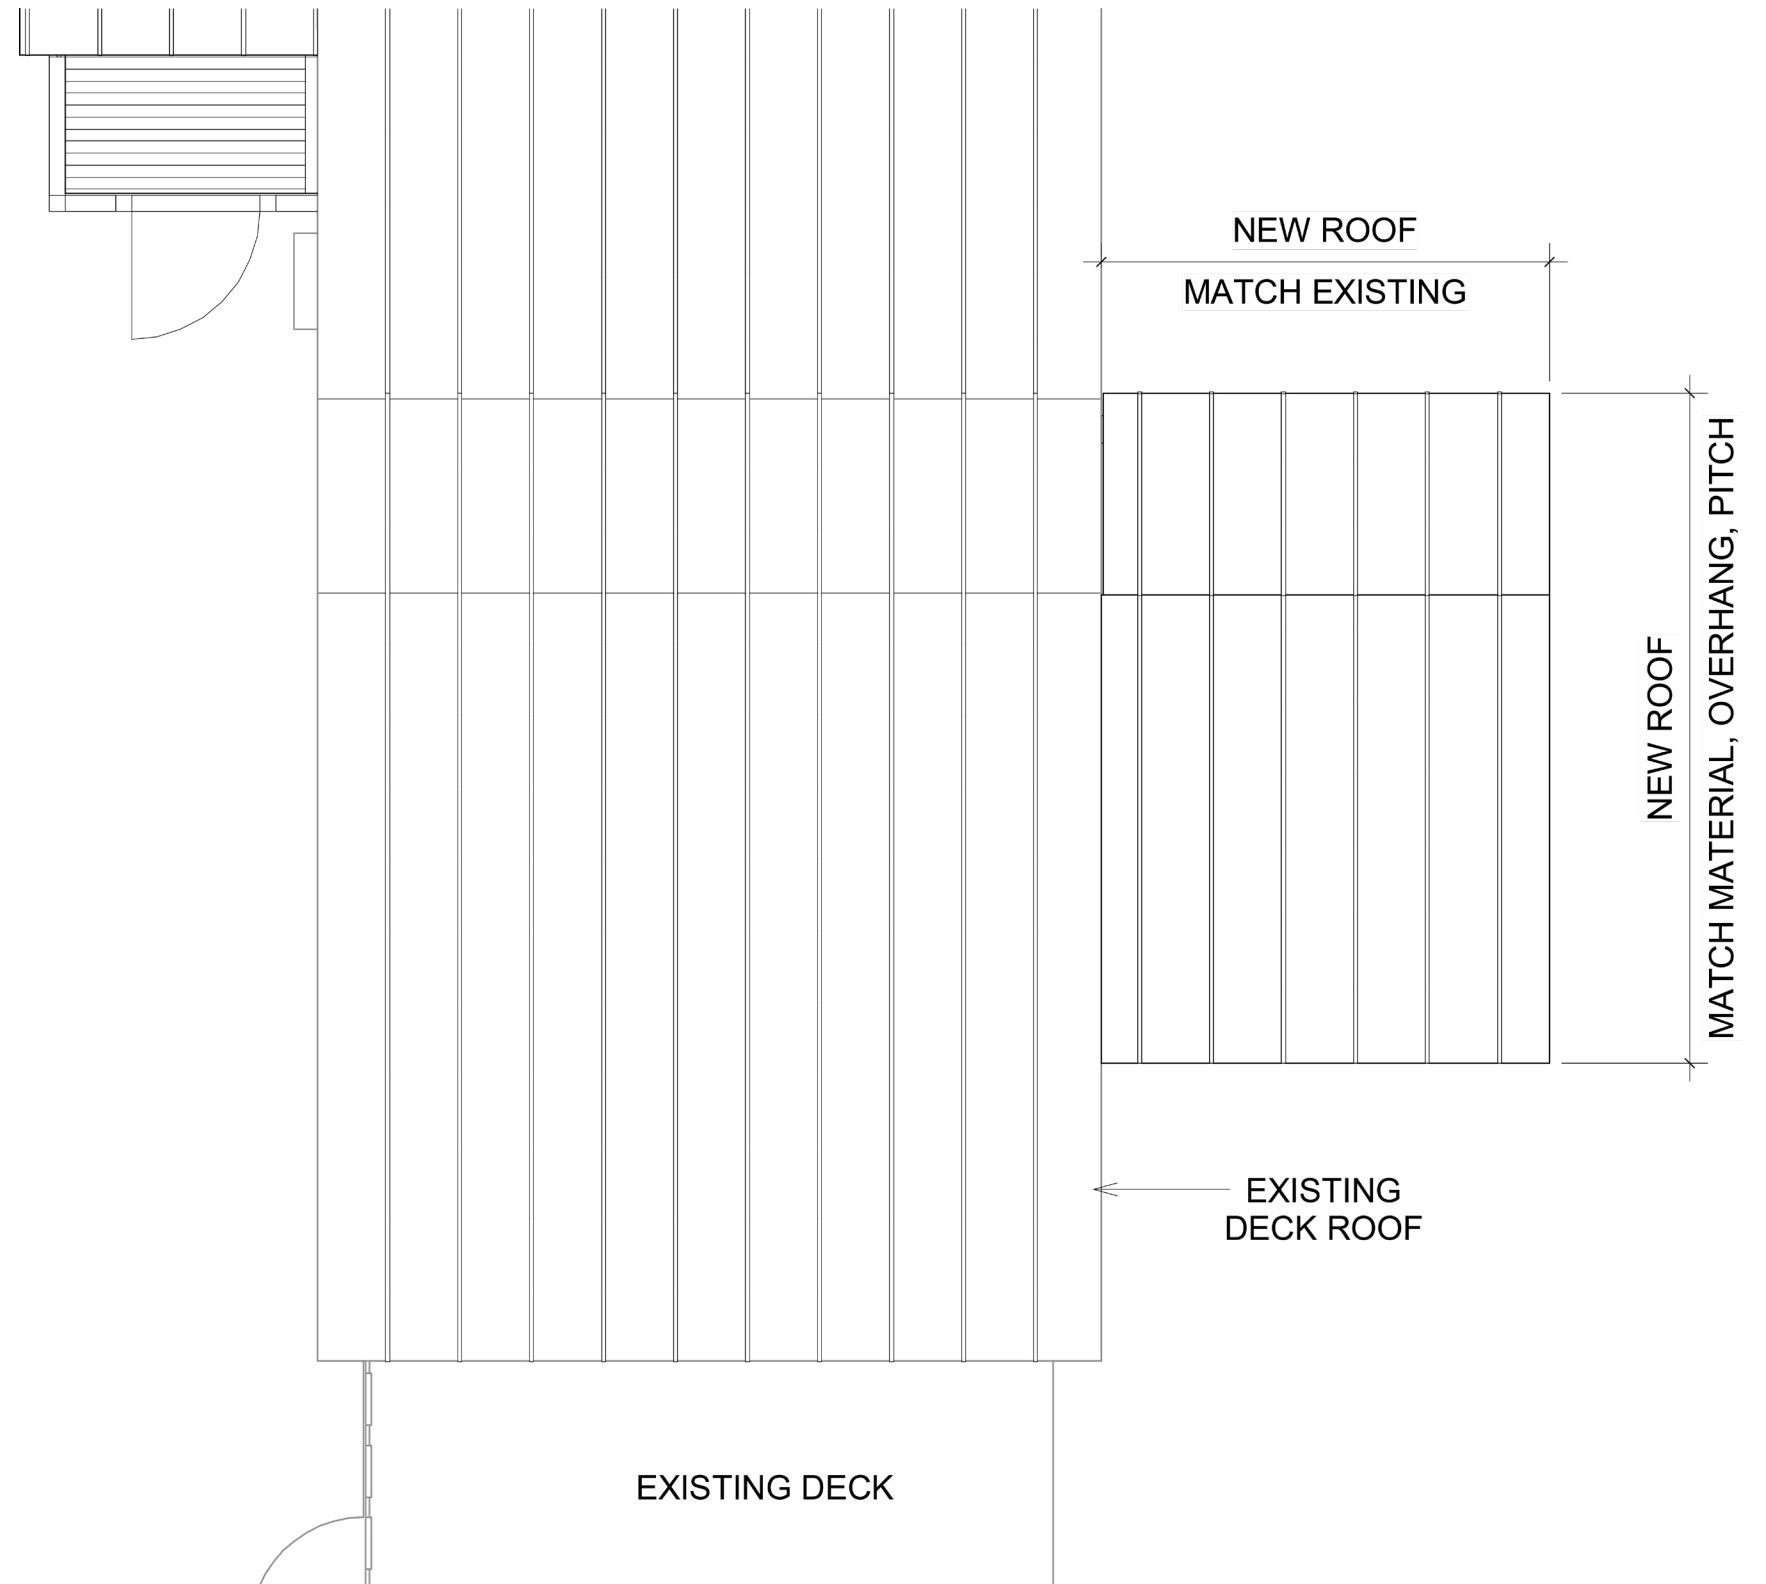 NEW ROOF
MATCH EXISTING
NEW ROOF
MATCH MATERIAL, OVERHANG, PITCH
EXISTING
DECK ROOF
EXISTING DECK